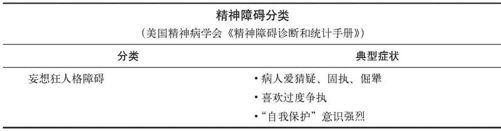 精神障碍分类
(美国精神病学会《精神障碍诊断和统计手册》)
分类 典型症状
妄想狂人格障碍 ·病人爱猜疑、固执、倔犟
·喜欢过度争执
·“自我保护”意识强烈